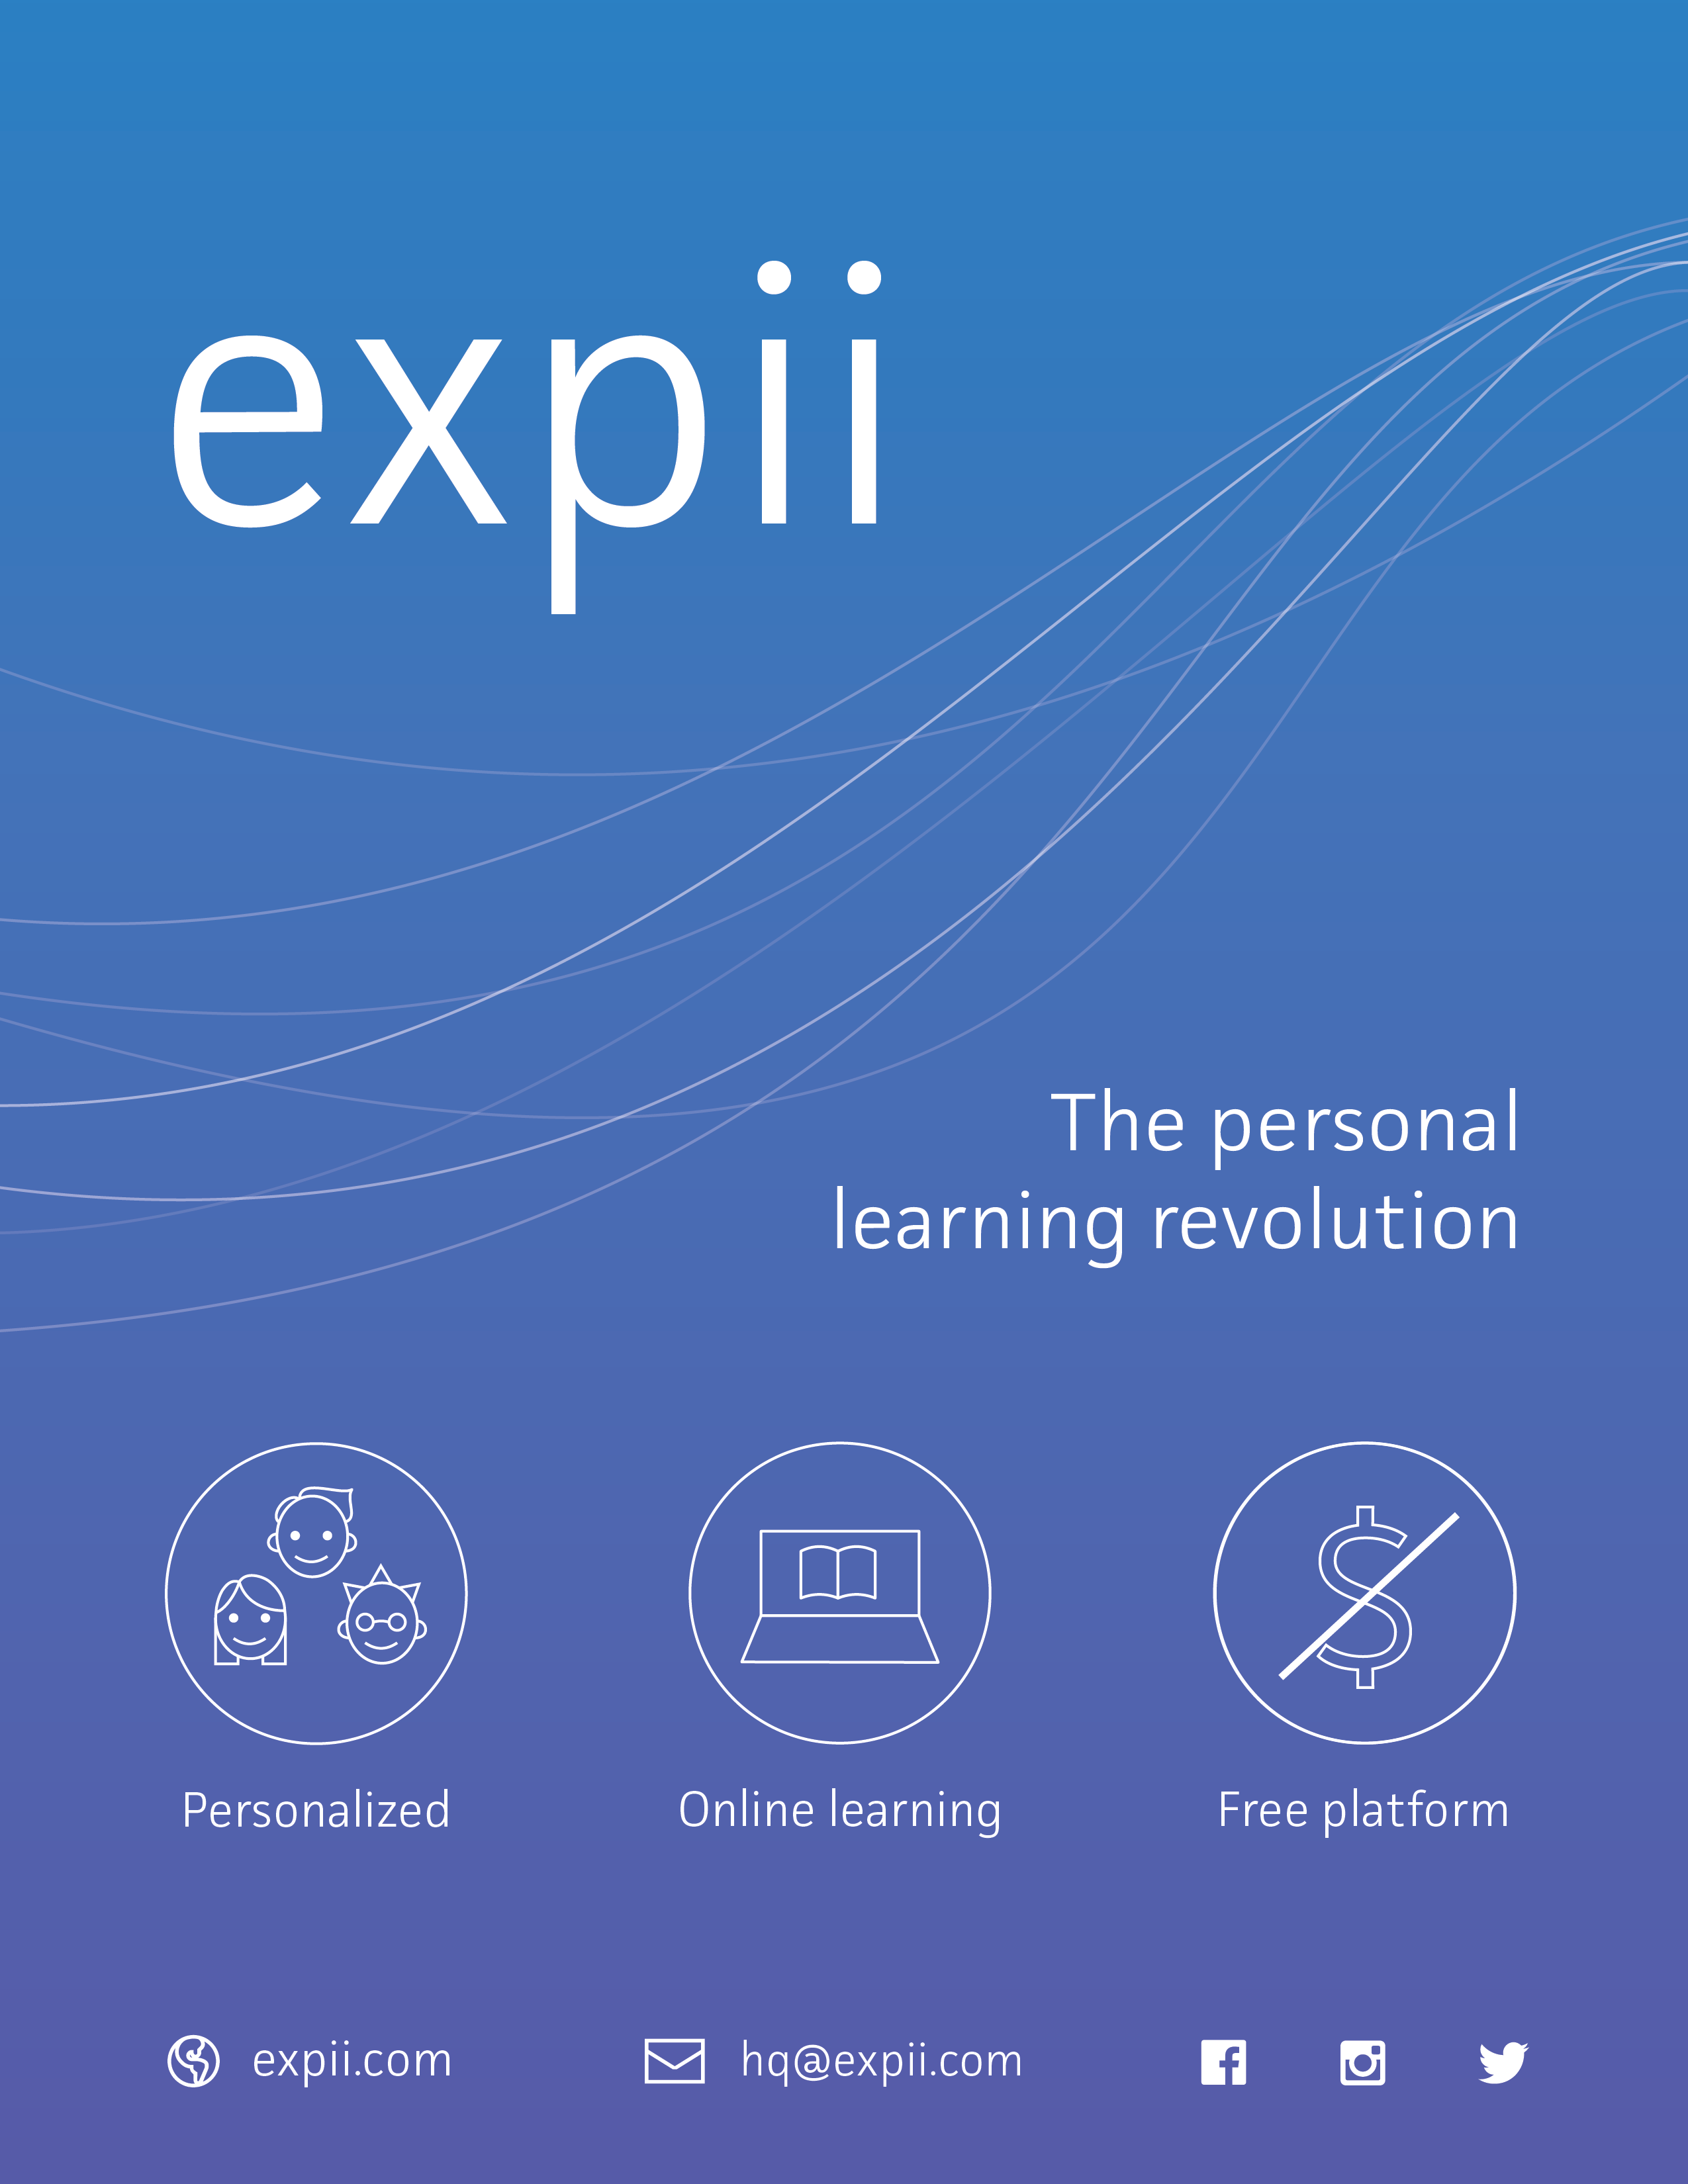 expii
The personal
learning revolution
Personalized
Online learning
Free platform
expii.com
hq@expii.com